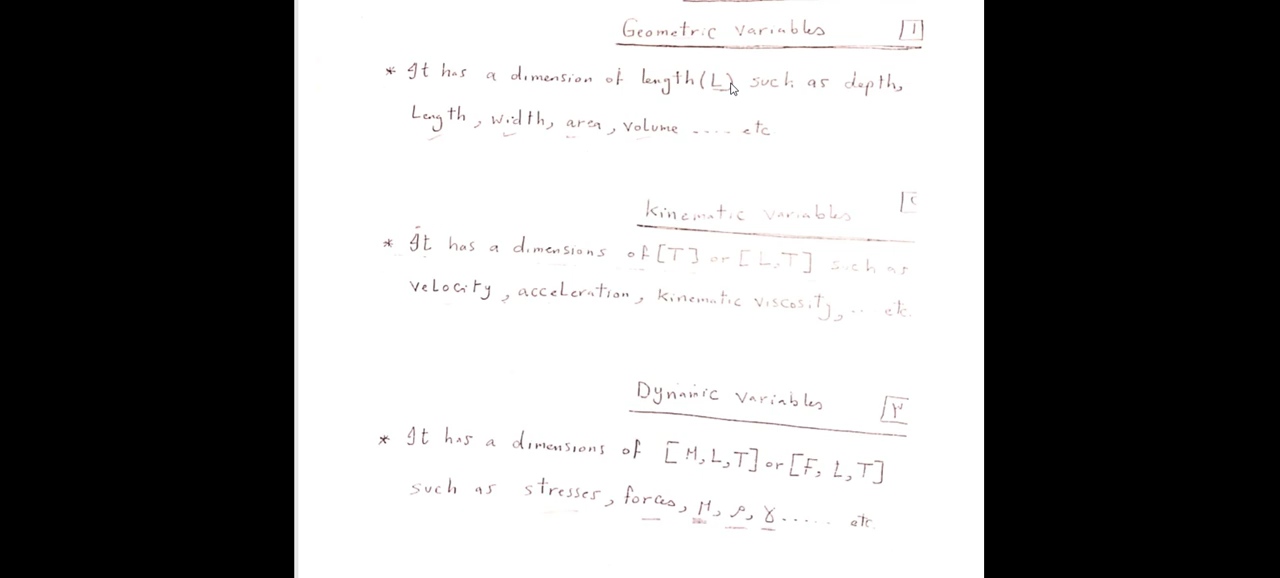 Geometric Variables 1
* It has a dimension of length (L) such as depth,
Length, width, area, volume .... etc
Kinematic Variables
* It has a dimensions of [T] or [L,T] such as
velocity, acceleration, kinematic viscosity, .. etc.
Dynamic Variables ٣
* It has a dimensions of [M,L,T] or [F, L, T]
such as stresses, forces, μ, ρ, γ ..... etc.